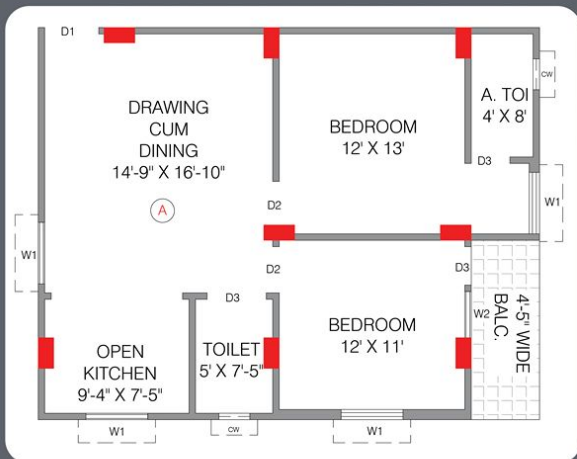 D1
DRAWING
CUM
DINING
14'-9" X 16'-10"
A
BEDROOM
12' X 13'
A. TOI
4' X 8'
CW
D3
W1
D2
W1
D2
D3
D3
BEDROOM
12' X 11'
W2
4'-5" WIDE
BALC.
OPEN
KITCHEN
9'-4" X 7'-5"
TOILET
5' X 7'-5"
W1
CW
W1